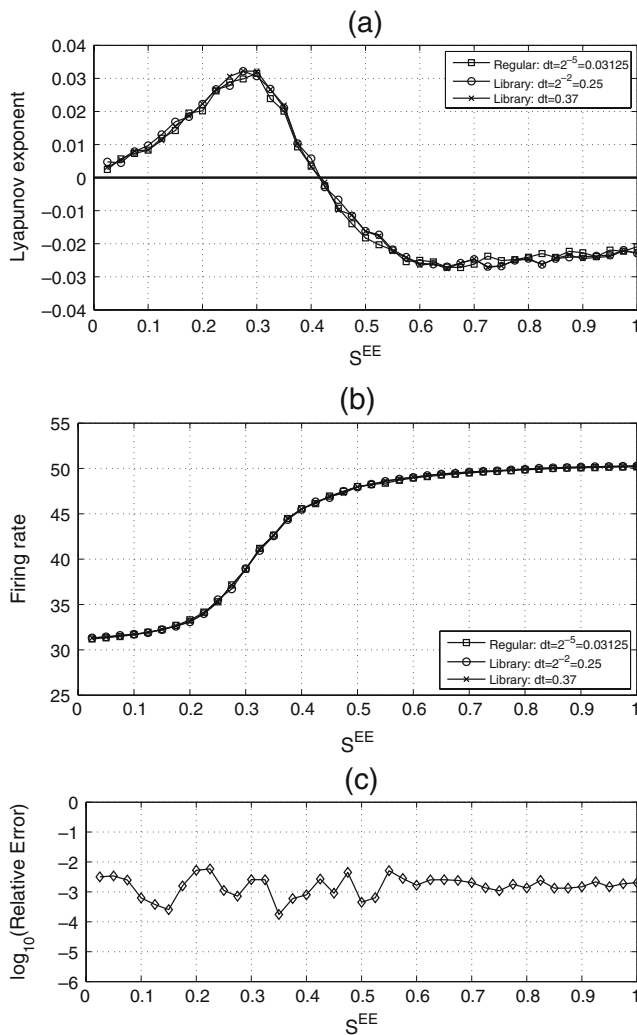 (a)
0.04
0.03
0.02
0.01
0
−0.01
−0.02
−0.03
−0.04
Lyapunov exponent
Regular: dt=2⁻⁵=0.03125
Library: dt=2⁻²=0.25
Library: dt=0.37
0 0.1 0.2 0.3 0.4 0.5 0.6 0.7 0.8 0.9 1
Sᴱᴱ
(b)
55
50
45
40
35
30
25
Firing rate
Regular: dt=2⁻⁵=0.03125
Library: dt=2⁻²=0.25
Library: dt=0.37
0 0.1 0.2 0.3 0.4 0.5 0.6 0.7 0.8 0.9 1
Sᴱᴱ
(c)
0
−1
−2
−3
−4
−5
−6
log₁₀(Relative Error)
0 0.1 0.2 0.3 0.4 0.5 0.6 0.7 0.8 0.9 1
Sᴱᴱ